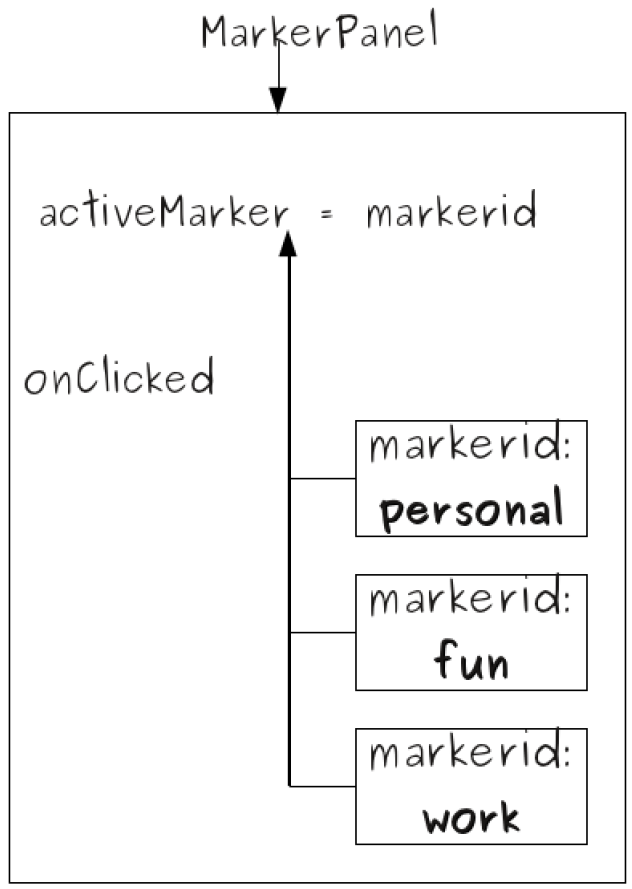 MarkerPanel
activeMarker = markerid
onClicked
markerid:
personal
markerid:
fun
markerid:
work